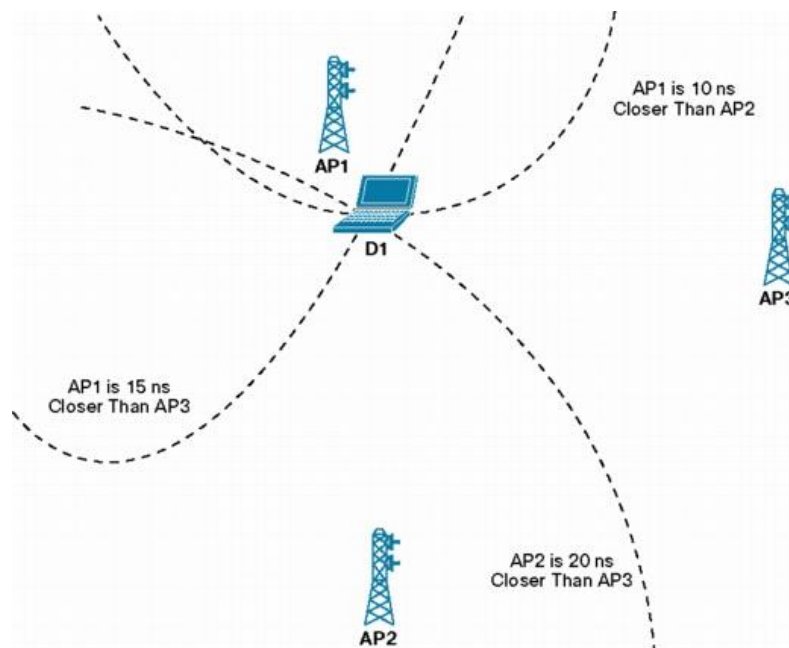 AP1 is 10 ns
Closer Than AP2
AP1
D1
AP3
AP1 is 15 ns
Closer Than AP3
AP2 is 20 ns
Closer Than AP3
AP2